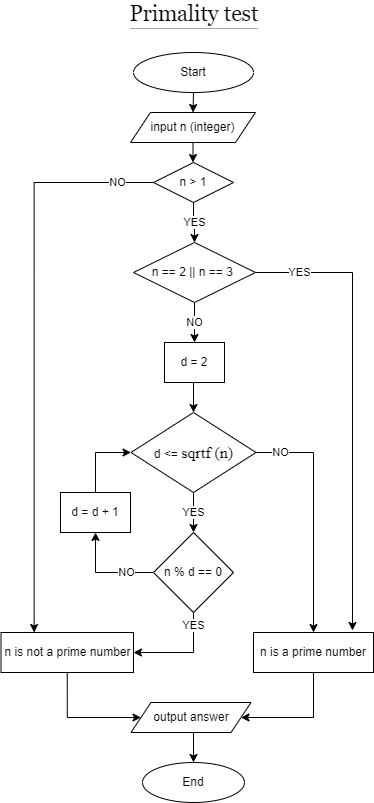 Primality test
Start
input n (integer)
n > 1
NO
YES
n == 2 || n == 3
YES
NO
d = 2
d <= sqrtf (n)
NO
YES
d = d + 1
n % d == 0
NO
YES
n is not a prime number
n is a prime number
output answer
End